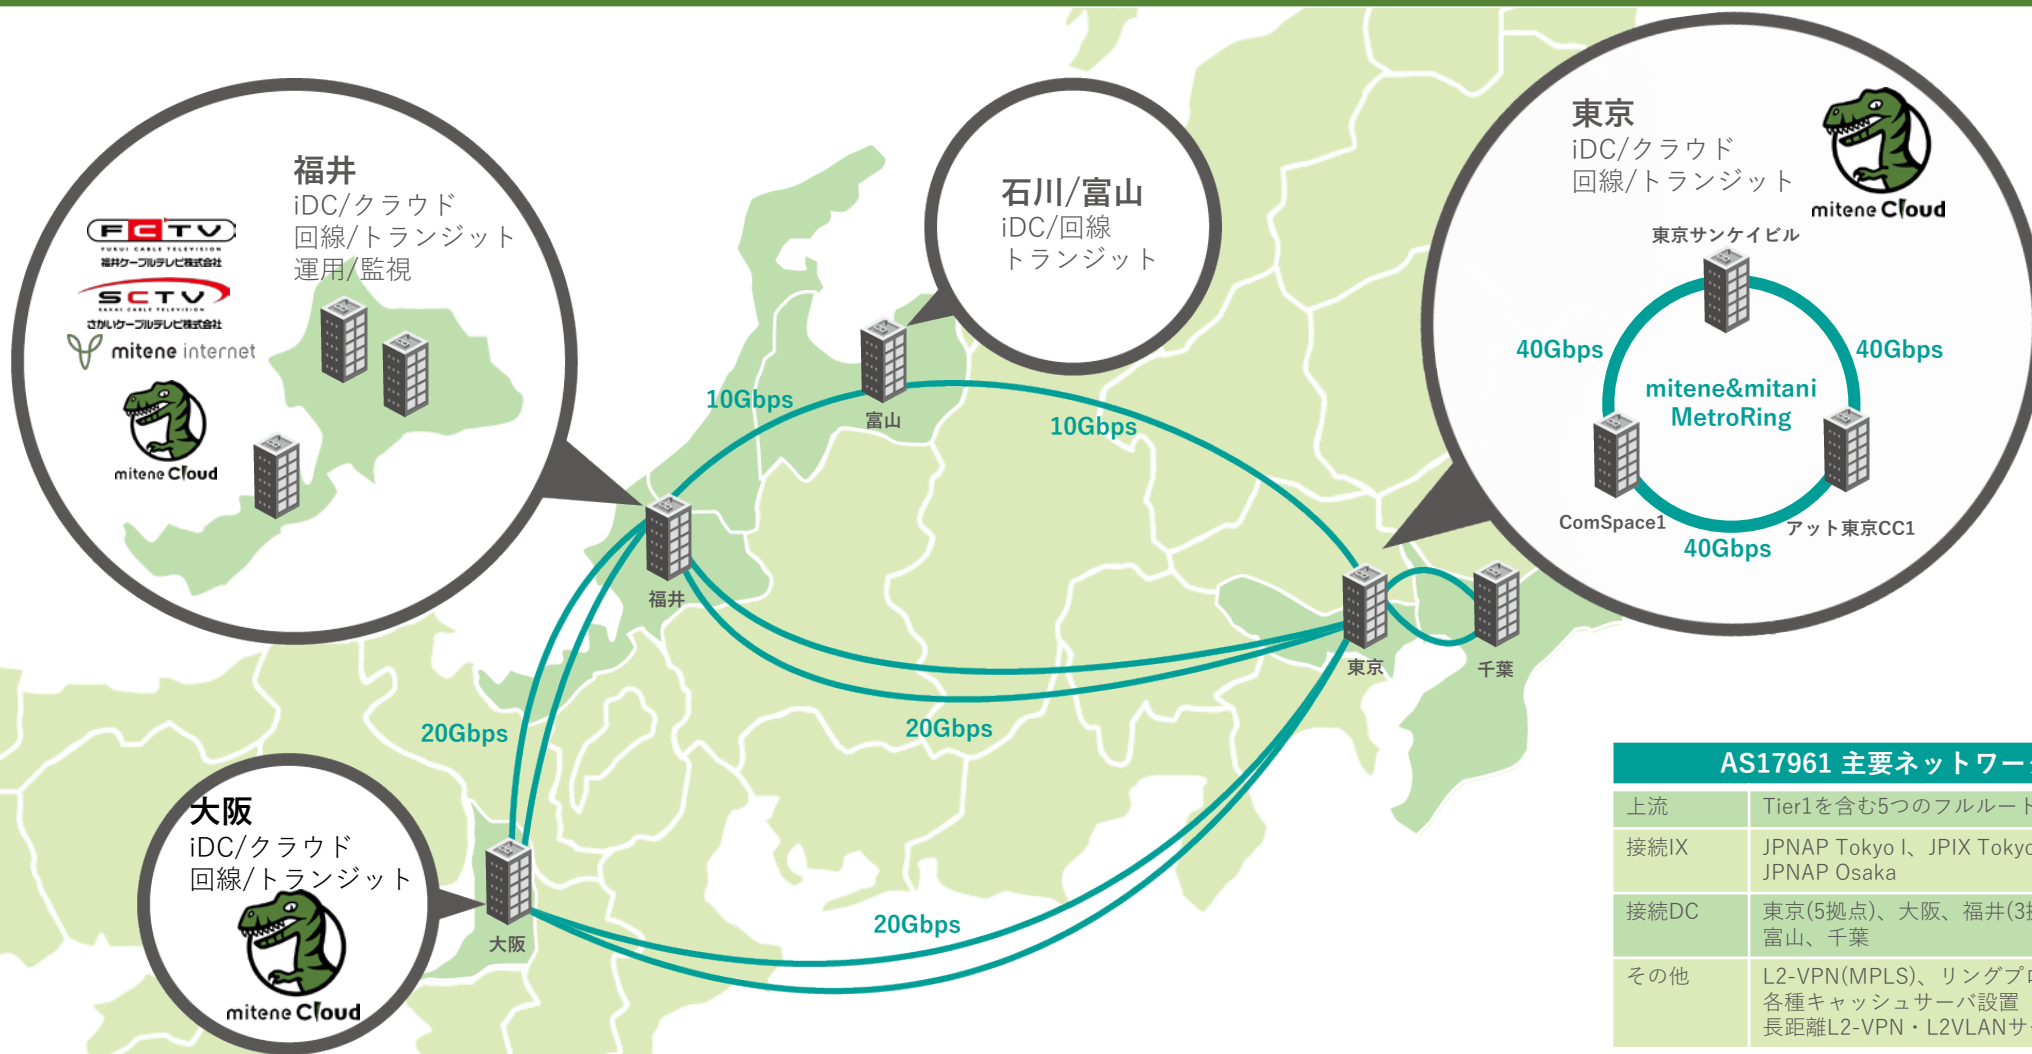 福井
iDC/クラウド
回線/トランジット
運用/監視
FCTV
FUKUI CABLE TELEVISION
福井ケーブルテレビ株式会社
SCTV
SAKAI CABLE TELEVISION
さかいケーブルテレビ株式会社
mitene internet
mitene Cloud
石川/富山
iDC/回線
トランジット
東京
iDC/クラウド
回線/トランジット
mitene Cloud
東京サンケイビル
40Gbps
40Gbps
mitene&mitani
MetroRing
ComSpace1
アット東京CC1
40Gbps
10Gbps
富山
10Gbps
福井
東京
千葉
20Gbps
20Gbps
大阪
iDC/クラウド
回線/トランジット
mitene Cloud
大阪
20Gbps
AS17961 主要ネットワー
上流
Tier1を含む5つのフルルート
接続IX
JPNAP Tokyo I、JPIX Tokyo
JPNAP Osaka
接続DC
東京(5拠点)、大阪、福井(3
富山、千葉
その他
L2-VPN(MPLS)、リングプロ
各種キャッシュサーバ設置
長距離L2-VPN・L2VLANサー